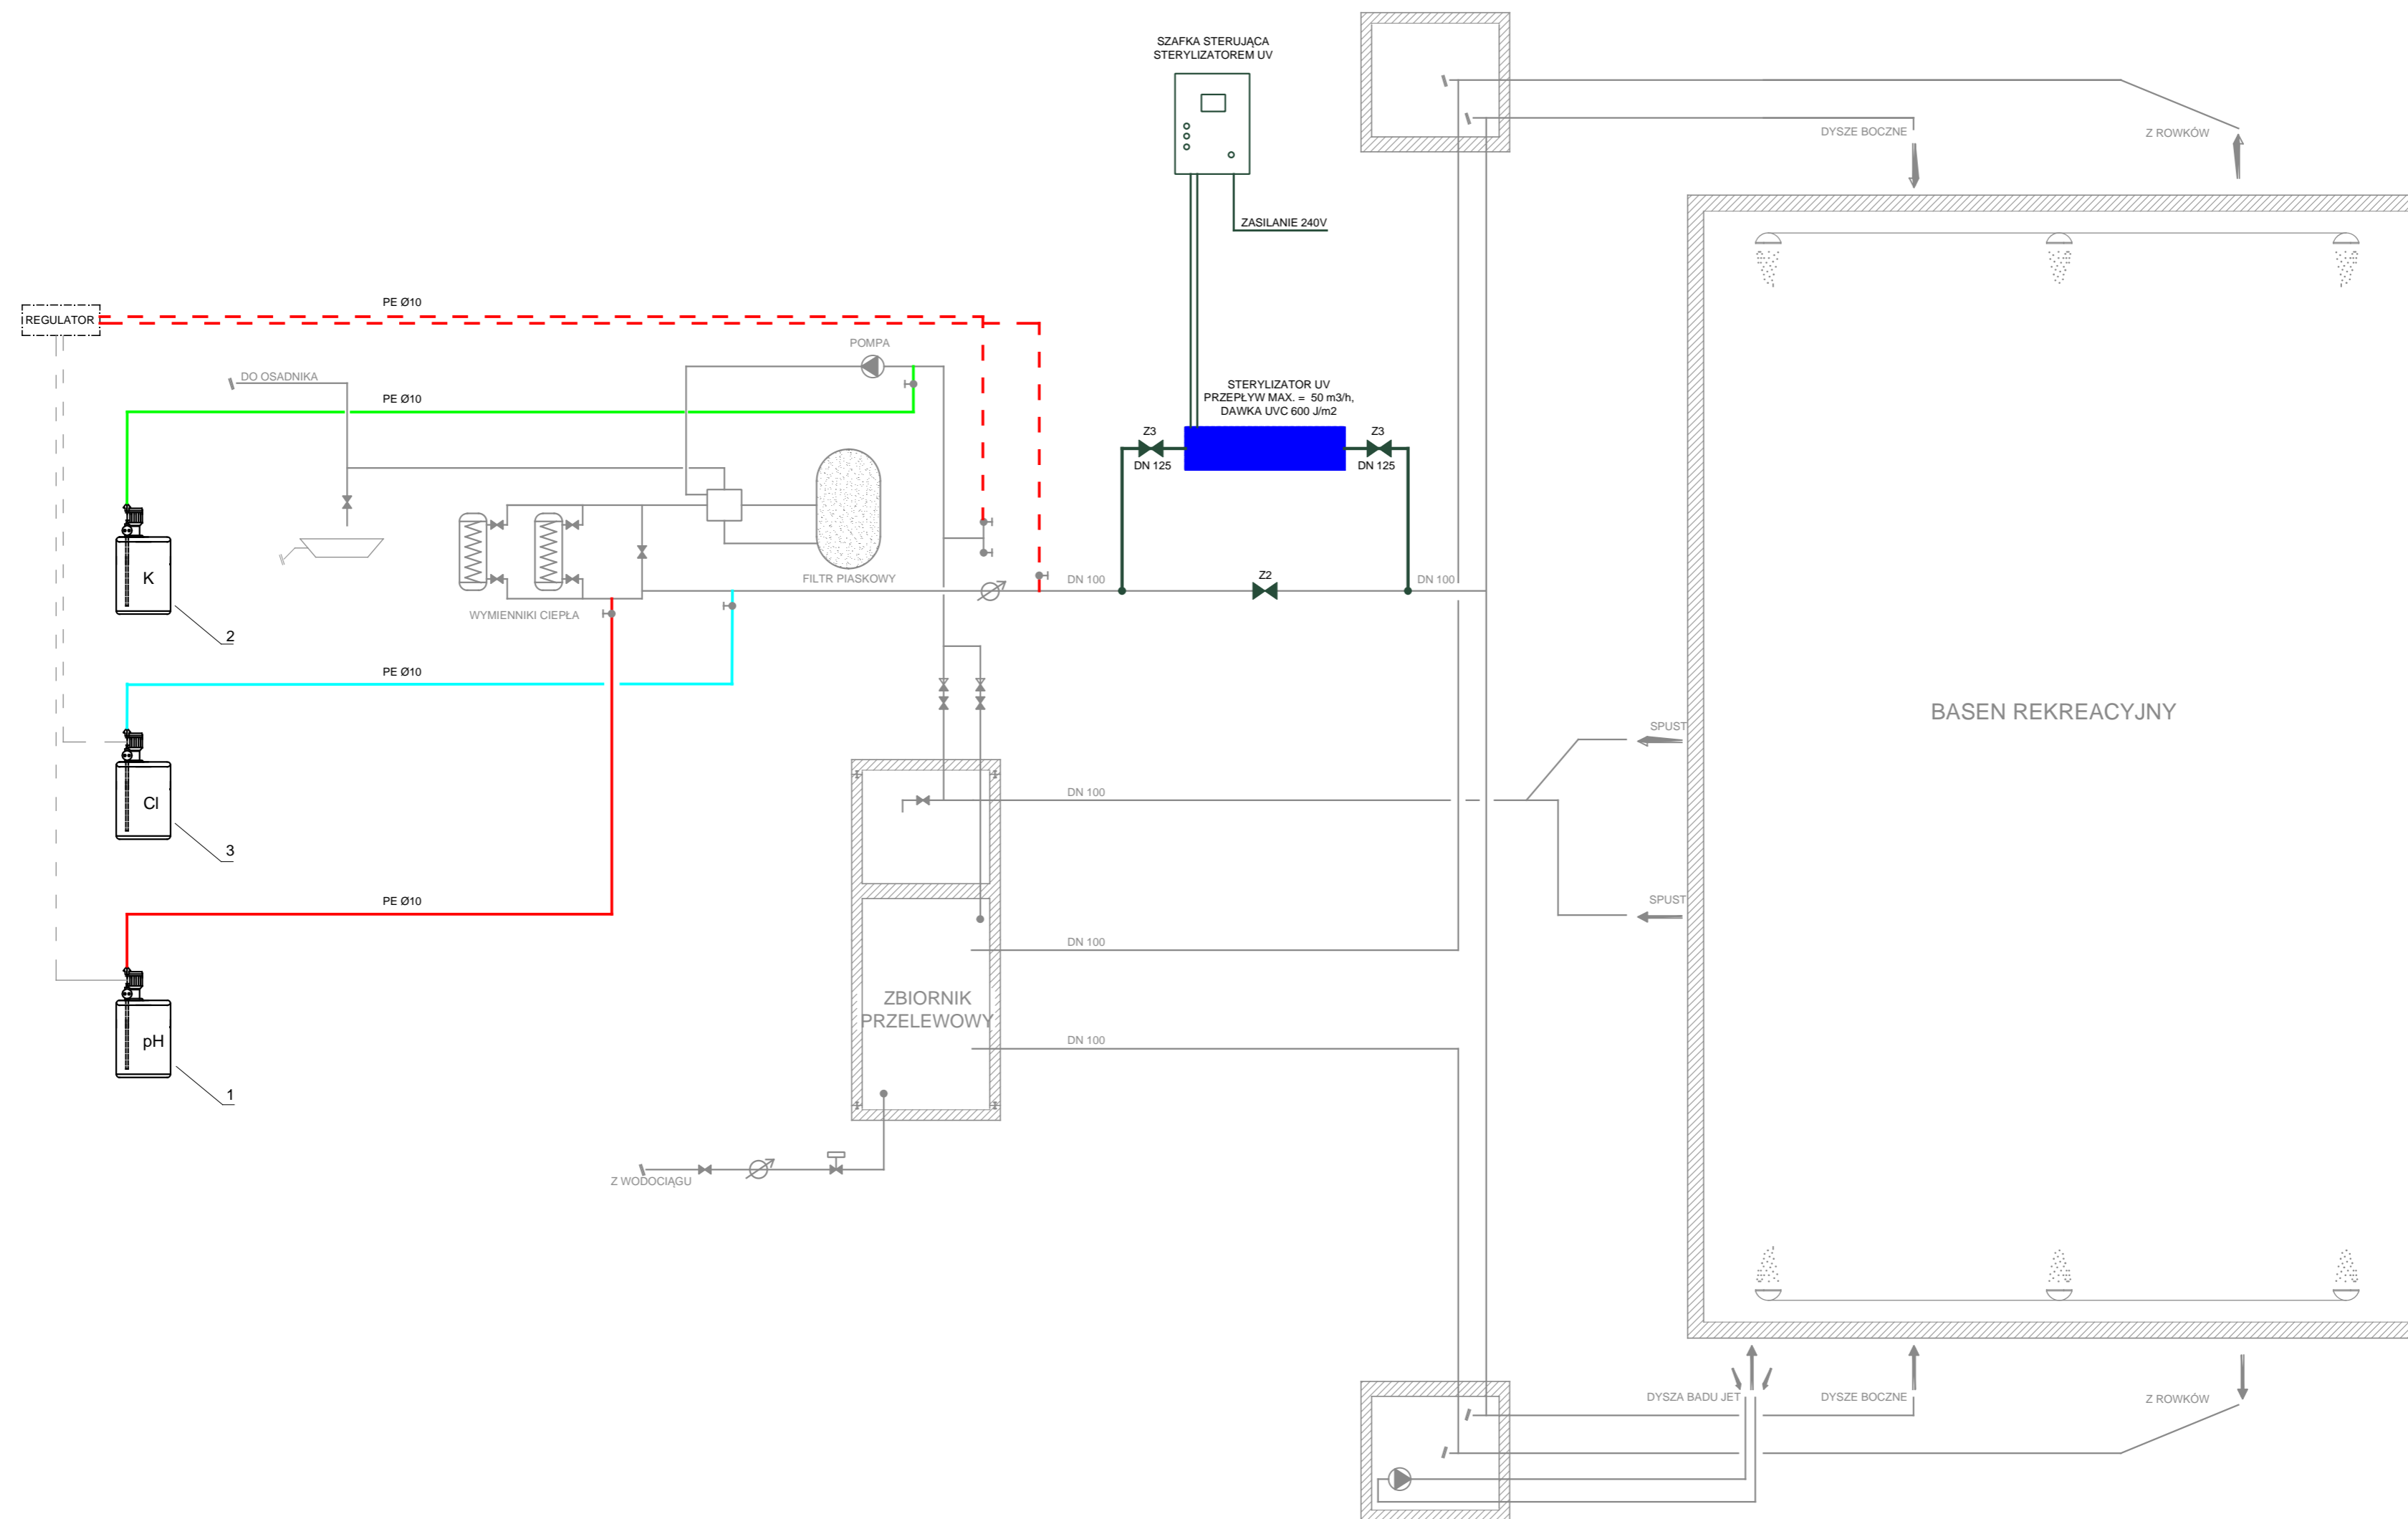 SZAFKA STERUJĄCA
STERYLIZATOREM UV
DYSZE BOCZNE
Z ROWKÓW
ZASILANIE 240V
PE Ø10
REGULATOR
POMPA
DO OSADNIKA
PE Ø10
STERYLIZATOR UV
PRZEPŁYW MAX. = 50 m3/h,
DAWKA UVC 600 J/m2
Z3
Z3
DN 125
DN 125
K
FILTR PIASKOWY
DN 100
Z2
DN 100
WYMIENNIKI CIEPŁA
2
PE Ø10
BASEN REKREACYJNY
SPUST
DN 100
Cl
3
PE Ø10
SPUST
DN 100
ZBIORNIK
PRZELEWOWY
pH
DN 100
1
Z WODOCIĄGU
DYSZA BADU JET
DYSZE BOCZNE
Z ROWKÓW